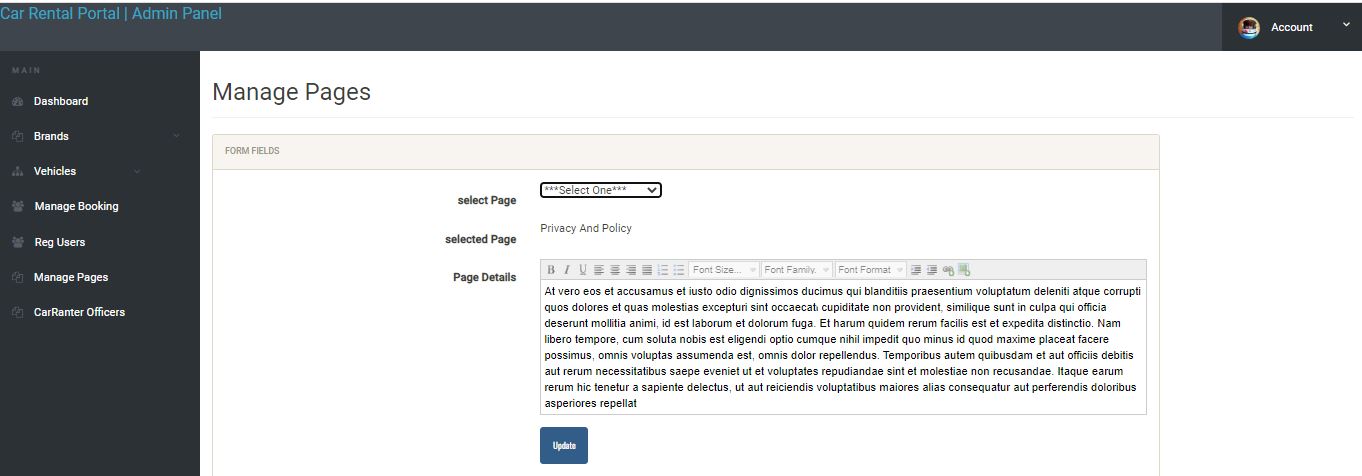 Car Rental Portal | Admin Panel
Account
MAIN
Dashboard
Brands
Vehicles
Manage Booking
Reg Users
Manage Pages
CarRanter Officers
Manage Pages
FORM FIELDS
select Page
***Select One***
selected Page
Privacy And Policy
Page Details
B I U Font Size... Font Family. Font Format
At vero eos et accusamus et iusto odio dignissimos ducimus qui blanditiis praesentium voluptatum deleniti atque corrupti
quos dolores et quas molestias excepturi sint occaecati cupiditate non provident, similique sunt in culpa qui officia
deserunt mollitia animi, id est laborum et dolorum fuga. Et harum quidem rerum facilis est et expedita distinctio. Nam
libero tempore, cum soluta nobis est eligendi optio cumque nihil impedit quo minus id quod maxime placeat facere
possimus, omnis voluptas assumenda est, omnis dolor repellendus. Temporibus autem quibusdam et aut officiis debitis
aut rerum necessitatibus saepe eveniet ut et voluptates repudiandae sint et molestiae non recusandae. Itaque earum
rerum hic tenetur a sapiente delectus, ut aut reiciendis voluptatibus maiores alias consequatur aut perferendis doloribus
asperiores repellat
Update